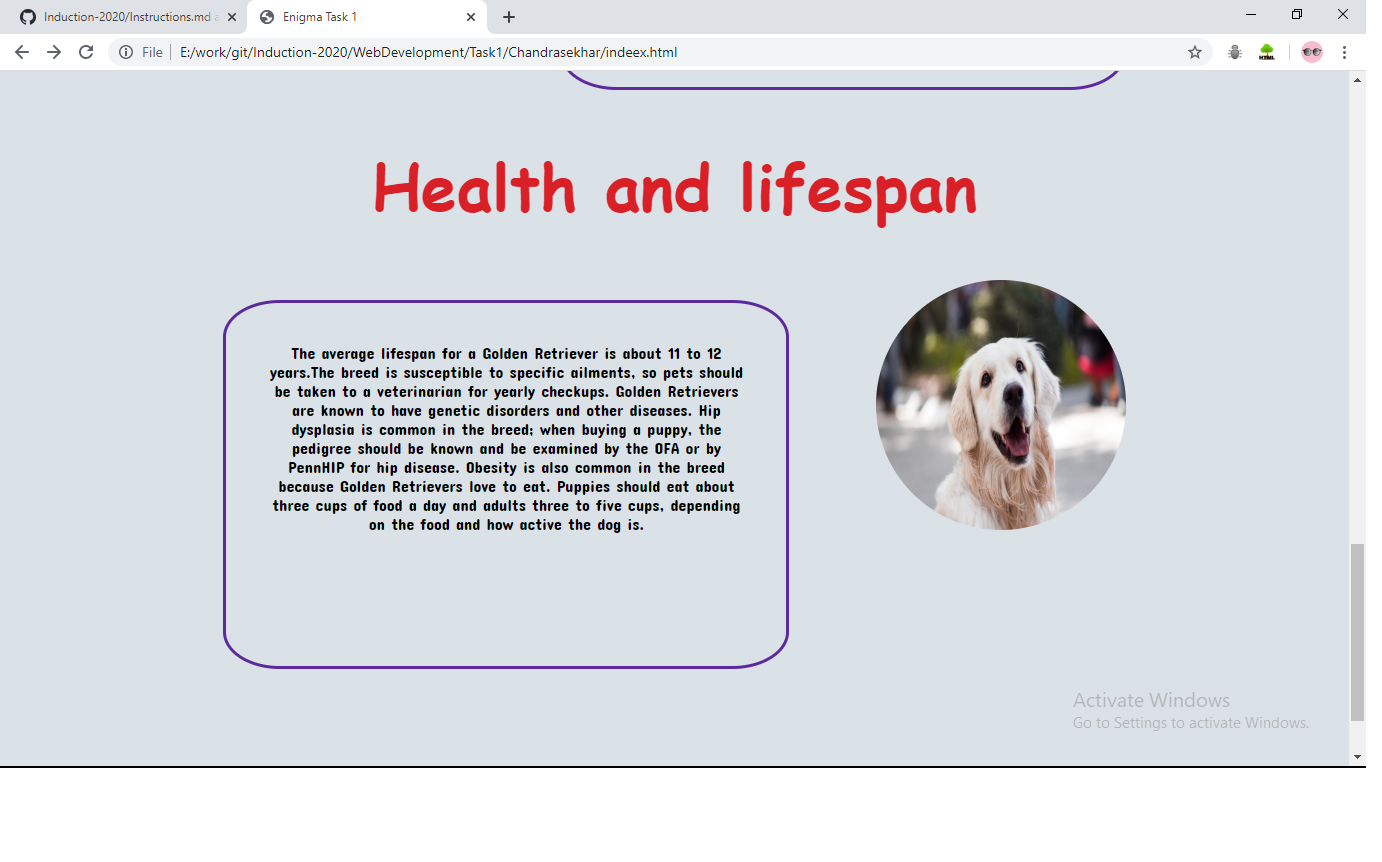 Induction-2020/Instructions.md
Enigma Task 1
File
E:/work/git/Induction-2020/WebDevelopment/Task1/Chandrasekhar/indeex.html
HTML
Health and lifespan
The average lifespan for a Golden Retriever is about 11 to 12
years.The breed is susceptible to specific ailments, so pets should
be taken to a veterinarian for yearly checkups. Golden Retrievers
are known to have genetic disorders and other diseases. Hip
dysplasia is common in the breed; when buying a puppy, the
pedigree should be known and be examined by the OFA or by
PennHIP for hip disease. Obesity is also common in the breed
because Golden Retrievers love to eat. Puppies should eat about
three cups of food a day and adults three to five cups, depending
on the food and how active the dog is.
Activate Windows
Go to Settings to activate Windows.